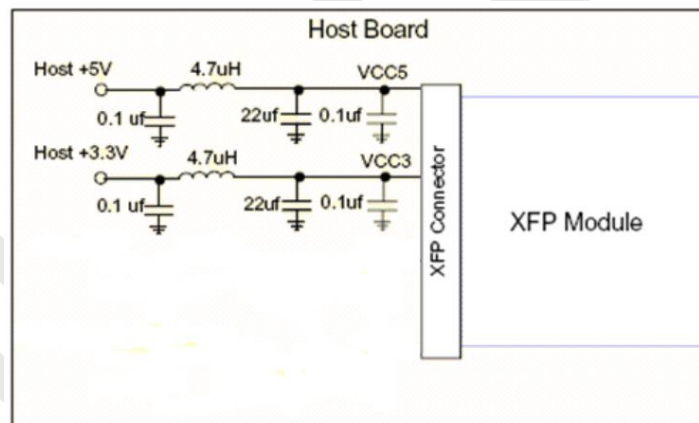 Host Board
Host +5V
4.7uH
VCC5
0.1 uf
22uf
0.1uf
Host +3.3V
4.7uH
VCC3
0.1 uf
22uf
0.1uf
XFP Connector
XFP Module